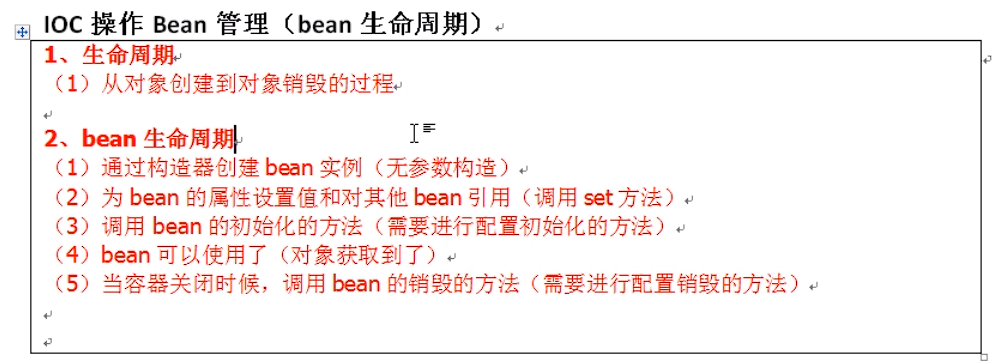 IOC 操作 Bean 管理（bean 生命周期）
1、生命周期
（1）从对象创建到对象销毁的过程
2、bean 生命周期
（1）通过构造器创建 bean 实例（无参数构造）
（2）为 bean 的属性设置值和对其他 bean 引用（调用 set 方法）
（3）调用 bean 的初始化的方法（需要进行配置初始化的方法）
（4）bean 可以使用了（对象获取到了）
（5）当容器关闭时候，调用 bean 的销毁的方法（需要进行配置销毁的方法）